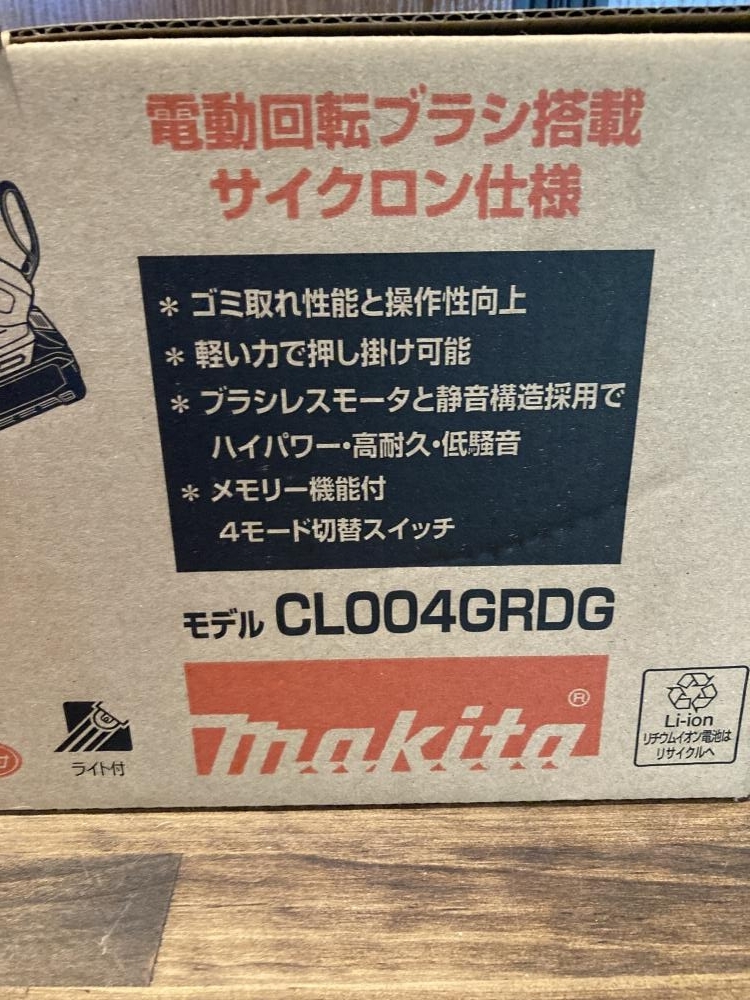 電動回転ブラシ搭載
サイクロン仕様
* ゴミ取れ性能と操作性向上
* 軽い力で押し掛け可能
* ブラシレスモータと静音構造採用で
ハイパワー・高耐久・低騒音
* メモリー機能付
4モード切替スイッチ
モデル CL004GRDG
makita®
ライト付
付
Li-ion
リチウムイオン電池は
リサイクルへ